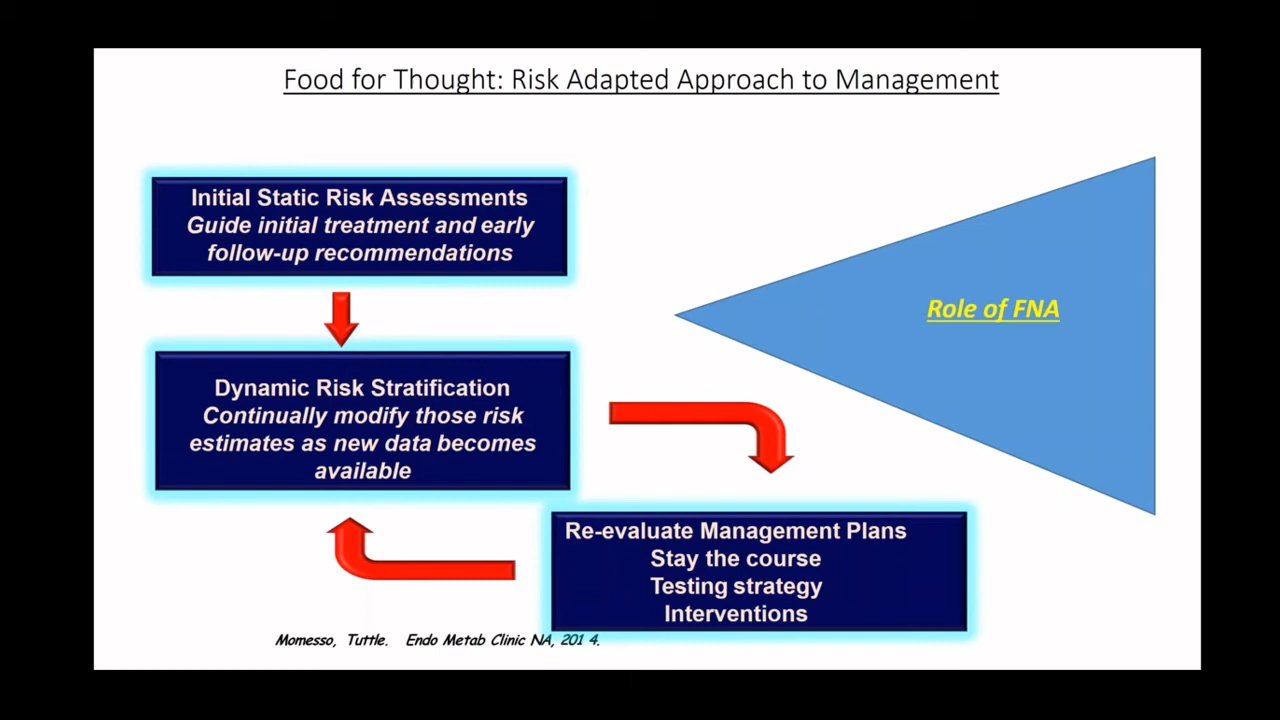 Food for Thought: Risk Adapted Approach to Management
Initial Static Risk Assessments
Guide initial treatment and early
follow-up recommendations
Dynamic Risk Stratification
Continually modify those risk
estimates as new data becomes
available
Role of FNA
Re-evaluate Management Plans
Stay the course
Testing strategy
Interventions
Momesso, Tuttle. Endo Metab Clinic NA, 201 4.